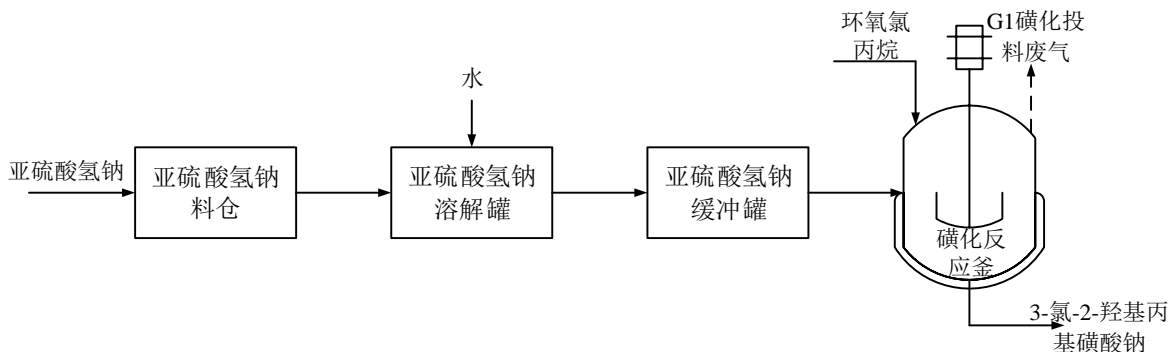 环氧氯
丙烷
G1磺化投
料废气
水
亚硫酸氢钠
亚硫酸氢钠
料仓
亚硫酸氢钠
溶解罐
亚硫酸氢钠
缓冲罐
磺化反
应釜
3-氯-2-羟基丙
基磺酸钠